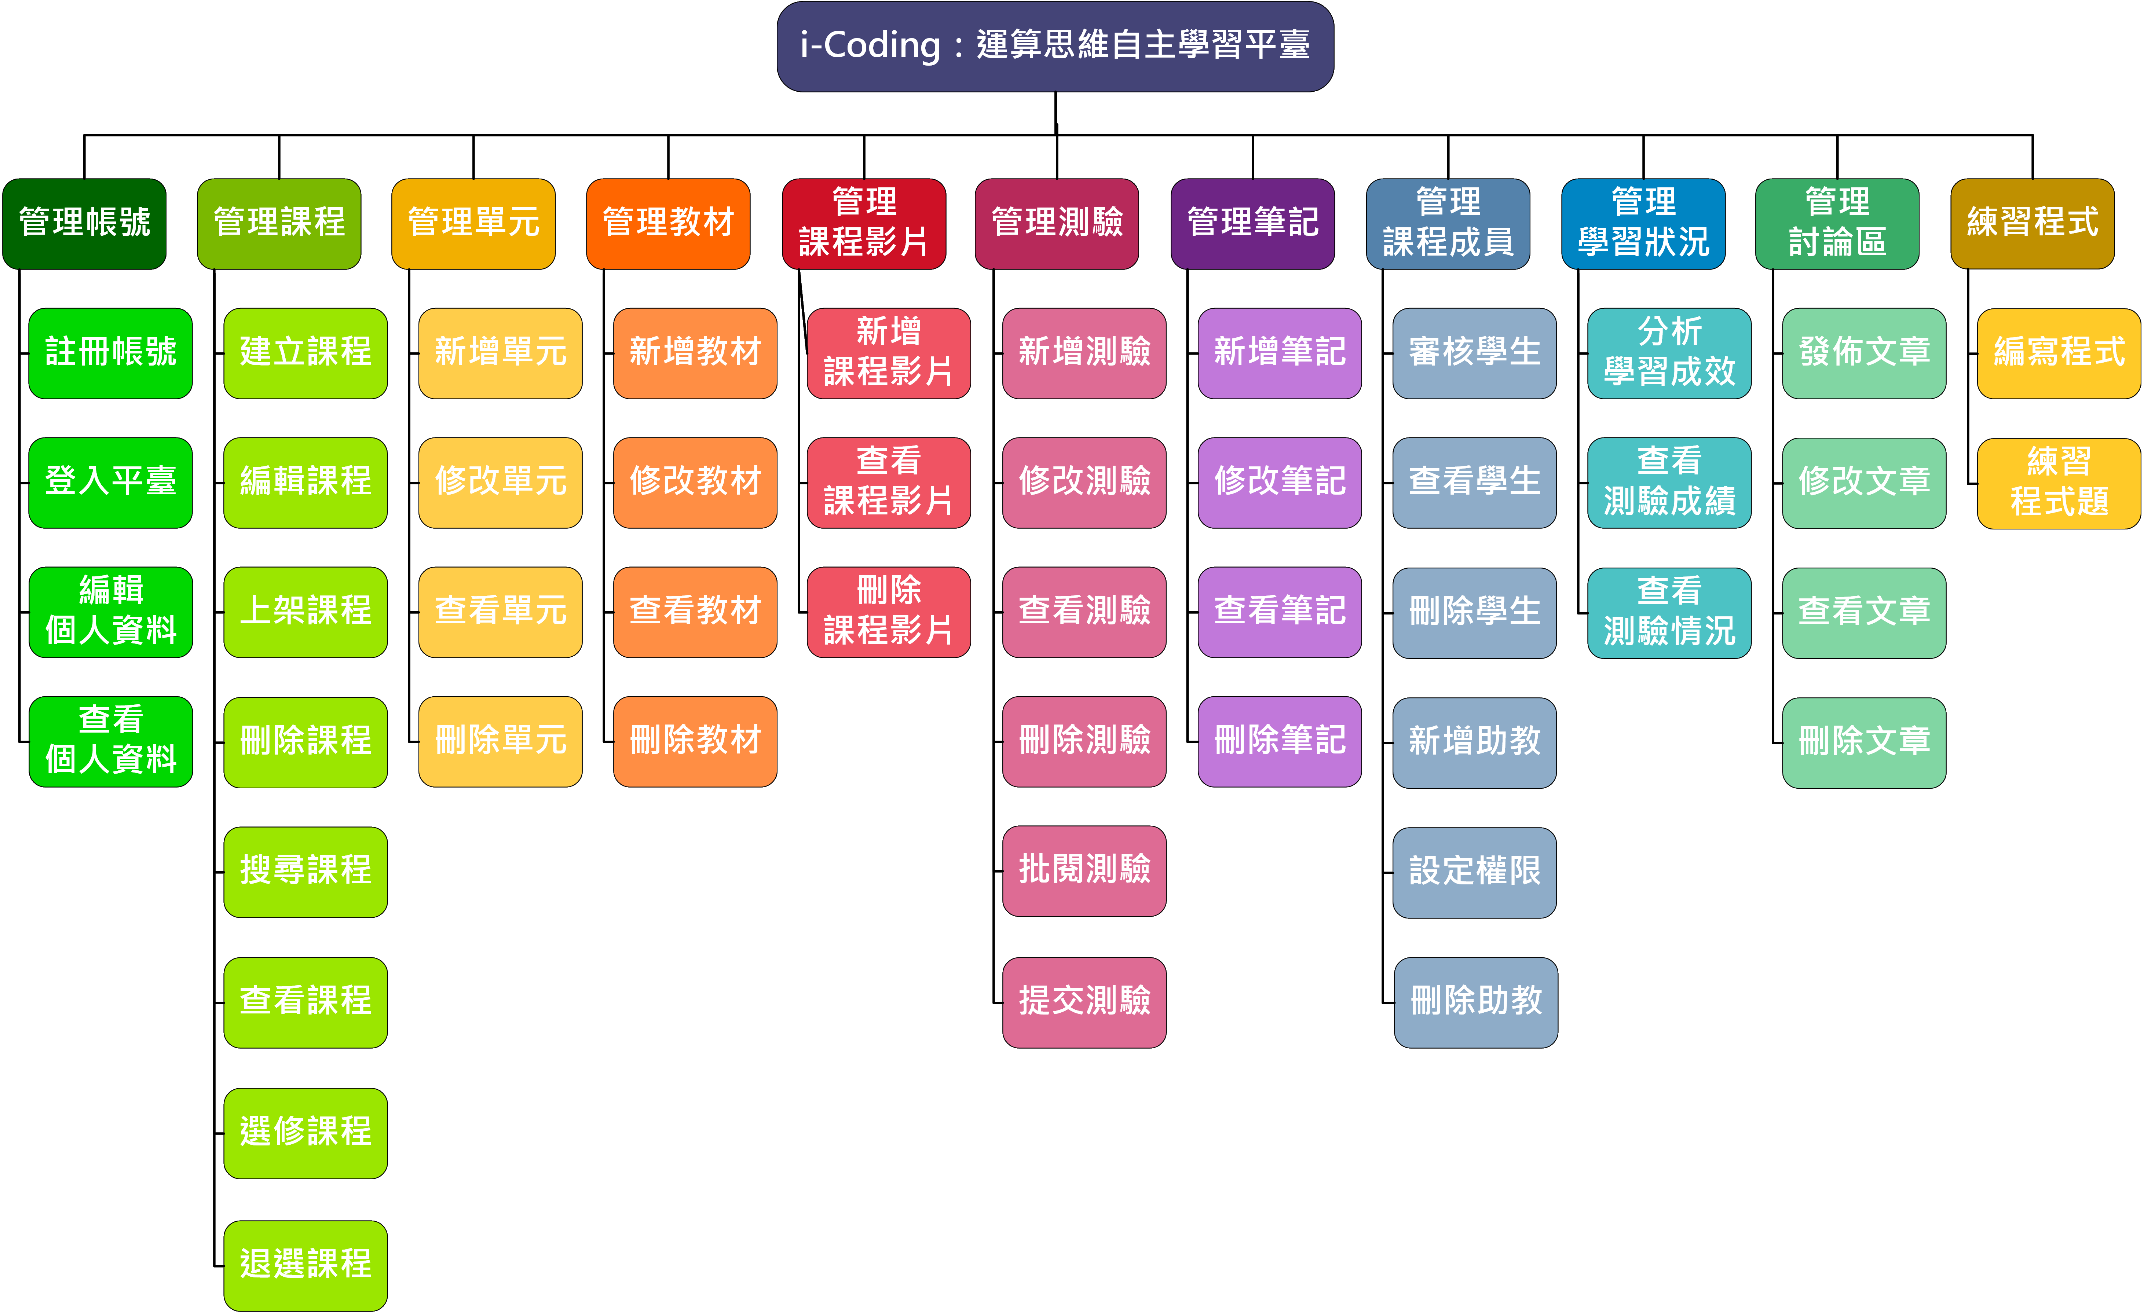 i-Coding：運算思維自主學習平臺
管理帳號
註冊帳號
登入平臺
編輯
個人資料
查看
個人資料
管理課程
建立課程
編輯課程
上架課程
刪除課程
搜尋課程
查看課程
選修課程
退選課程
管理單元
新增單元
修改單元
查看單元
刪除單元
管理教材
新增教材
修改教材
查看教材
刪除教材
管理
課程影片
新增
課程影片
查看
課程影片
刪除
課程影片
管理測驗
新增測驗
修改測驗
查看測驗
刪除測驗
批閱測驗
提交測驗
管理筆記
新增筆記
修改筆記
查看筆記
刪除筆記
管理
課程成員
審核學生
查看學生
刪除學生
新增助教
設定權限
刪除助教
管理
學習狀況
分析
學習成效
查看
測驗成績
查看
測驗情況
管理
討論區
發佈文章
修改文章
查看文章
刪除文章
練習程式
編寫程式
練習
程式題